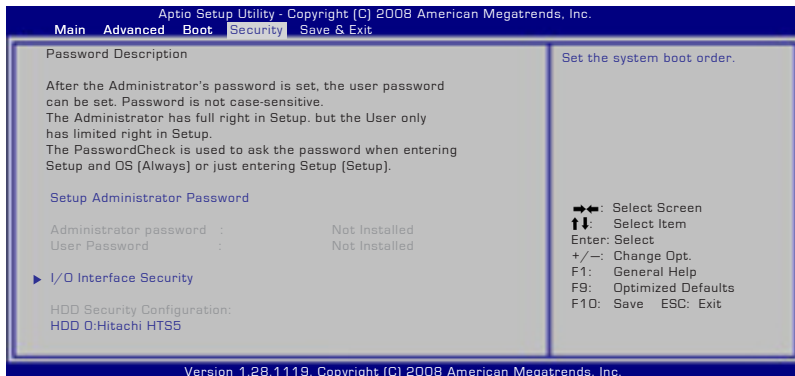 Aptio Setup Utility - Copyright (C) 2008 American Megatrends, Inc.
Main Advanced Boot Security Save & Exit
Password Description
After the Administrator's password is set, the user password
can be set. Password is not case-sensitive.
The Administrator has full right in Setup. but the User only
has limited right in Setup.
The PasswordCheck is used to ask the password when entering
Setup and OS (Always) or just entering Setup (Setup).
Setup Administrator Password
Administrator password : Not Installed
User Password : Not Installed
I/O Interface Security
HDD Security Configuration:
HDD 0:Hitachi HTS5
Set the system boot order.
→←: Select Screen
↑↓: Select Item
Enter: Select
+/—: Change Opt.
F1: General Help
F9: Optimized Defaults
F10: Save ESC: Exit
Version 1.28.1119. Copyright (C) 2008 American Megatrends, Inc.